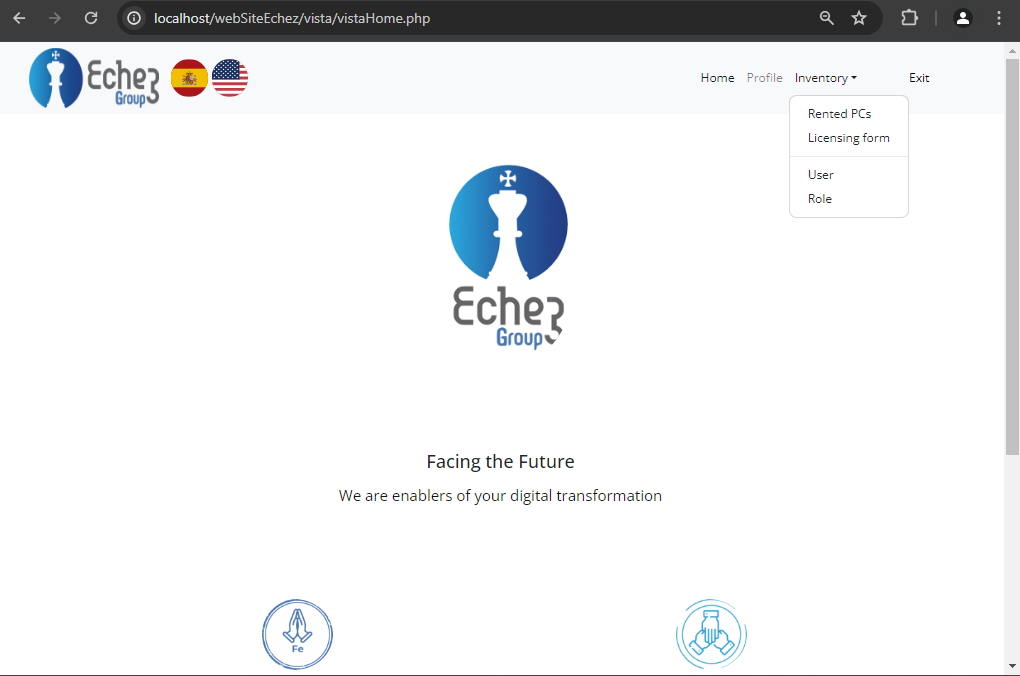 localhost/webSiteEchez/vista/vistaHome.php
Echez
Group
Home Profile Inventory Exit
Rented PCs
Licensing form
User
Role
Echez
Group
Facing the Future
We are enablers of your digital transformation
Fe